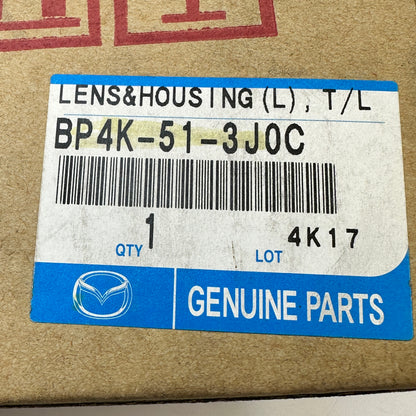 LENS&HOUSING(L), T/L
BP4K-51-3J0C
QTY 1 LOT 4K17
GENUINE PARTS